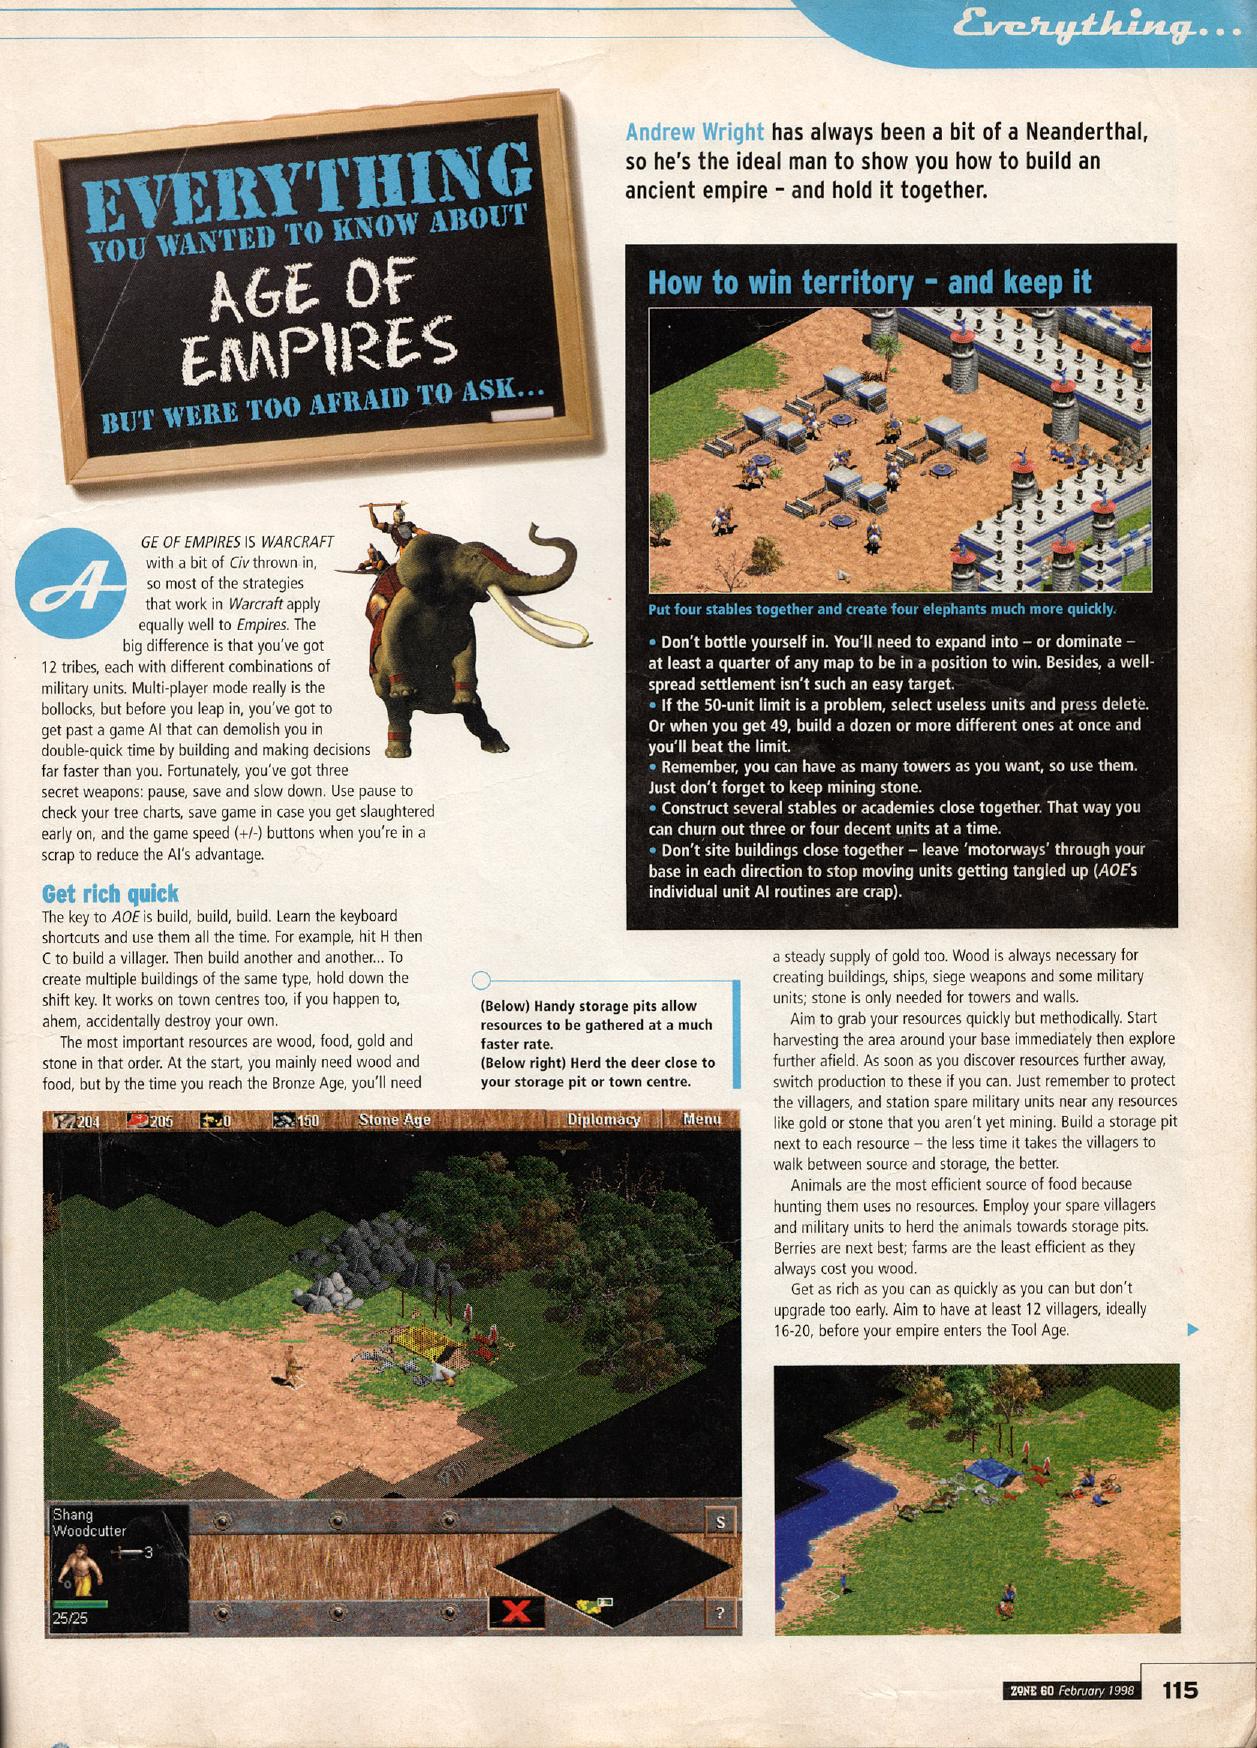 Everything...
EVERYTHING
YOU WANTED TO KNOW ABOUT
AGE OF
EMPIRES
BUT WERE TOO AFRAID TO ASK...
Andrew Wright has always been a bit of a Neanderthal,
so he's the ideal man to show you how to build an
ancient empire – and hold it together.
AGE OF EMPIRES IS WARCRAFT
with a bit of Civ thrown in,
so most of the strategies
that work in Warcraft apply
equally well to Empires. The
big difference is that you've got
12 tribes, each with different combinations of
military units. Multi-player mode really is the
bollocks, but before you leap in, you've got to
get past a game AI that can demolish you in
double-quick time by building and making decisions
far faster than you. Fortunately, you've got three
secret weapons: pause, save and slow down. Use pause to
check your tree charts, save game in case you get slaughtered
early on, and the game speed (+/-) buttons when you're in a
scrap to reduce the AI's advantage.
Get rich quick
The key to AOE is build, build, build. Learn the keyboard
shortcuts and use them all the time. For example, hit H then
C to build a villager. Then build another and another... To
create multiple buildings of the same type, hold down the
shift key. It works on town centres too, if you happen to,
ahem, accidentally destroy your own.
The most important resources are wood, food, gold and
stone in that order. At the start, you mainly need wood and
food, but by the time you reach the Bronze Age, you'll need
How to win territory – and keep it
Put four stables together and create four elephants much more quickly.
• Don't bottle yourself in. You'll need to expand into – or dominate –
at least a quarter of any map to be in a position to win. Besides, a well-
spread settlement isn't such an easy target.
• If the 50-unit limit is a problem, select useless units and press delete.
Or when you get 49, build a dozen or more different ones at once and
you'll beat the limit.
• Remember, you can have as many towers as you want, so use them.
Just don't forget to keep mining stone.
• Construct several stables or academies close together. That way you
can churn out three or four decent units at a time.
• Don't site buildings close together – leave 'motorways' through your
base in each direction to stop moving units getting tangled up (AOE's
individual unit AI routines are crap).
(Below) Handy storage pits allow
resources to be gathered at a much
faster rate.
(Below right) Herd the deer close to
your storage pit or town centre.
a steady supply of gold too. Wood is always necessary for
creating buildings, ships, siege weapons and some military
units; stone is only needed for towers and walls.
Aim to grab your resources quickly but methodically. Start
harvesting the area around your base immediately then explore
further afield. As soon as you discover resources further away,
switch production to these if you can. Just remember to protect
the villagers, and station spare military units near any resources
like gold or stone that you aren't yet mining. Build a storage pit
next to each resource – the less time it takes the villagers to
walk between source and storage, the better.
Animals are the most efficient source of food because
hunting them uses no resources. Employ your spare villagers
and military units to herd the animals towards storage pits.
Berries are next best; farms are the least efficient as they
always cost you wood.
Get as rich as you can as quickly as you can but don't
upgrade too early. Aim to have at least 12 villagers, ideally
16-20, before your empire enters the Tool Age.
204 205 0 150 Stone Age Diplomacy Menu
Shang
Woodcutter
3
0
25/25
S
X
?
ZONE 60 February 1998 115